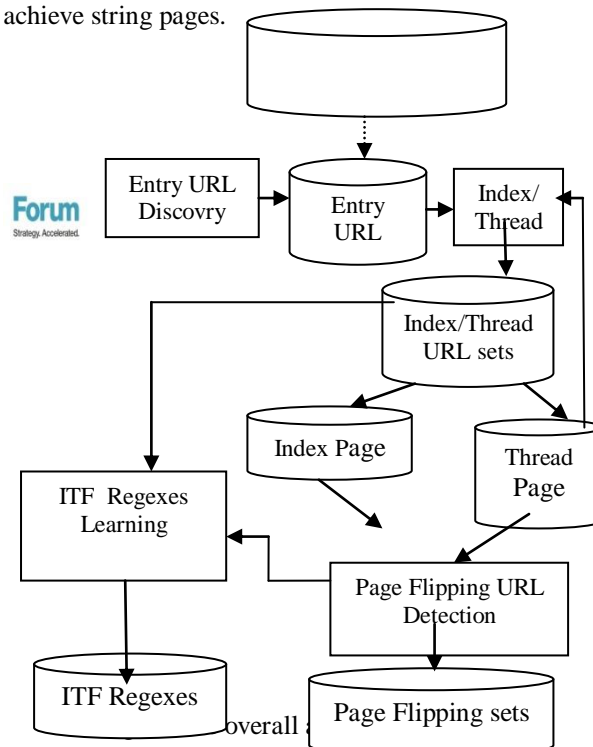 achieve string pages.
Forum
Strategy. Accelerated.
Entry URL
Discovry
Entry
URL
Index/
Thread
Index/Thread
URL sets
Index Page
Thread
Page
ITF Regexes
Learning
Page Flipping URL
Detection
ITF Regexes
Page Flipping sets
overall